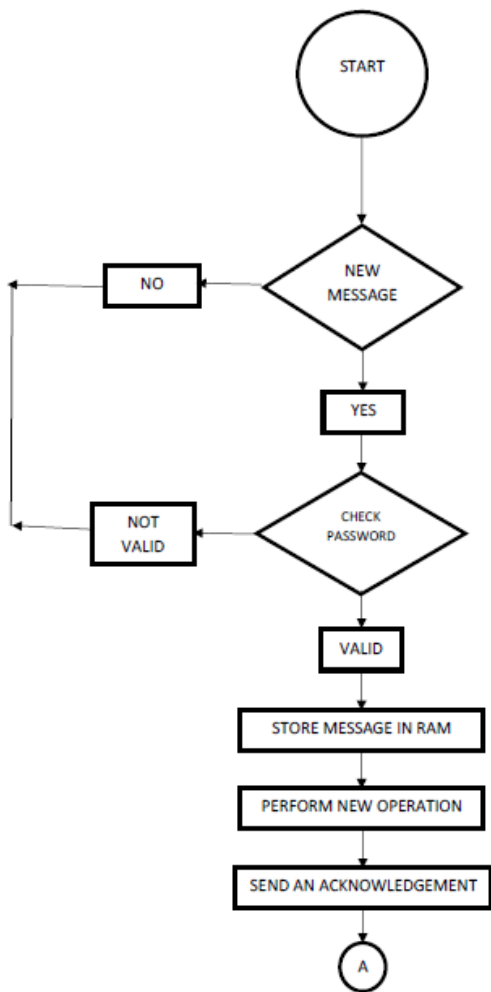 START
NEW
MESSAGE
NO
YES
CHECK
PASSWORD
NOT
VALID
VALID
STORE MESSAGE IN RAM
PERFORM NEW OPERATION
SEND AN ACKNOWLEDGEMENT
A